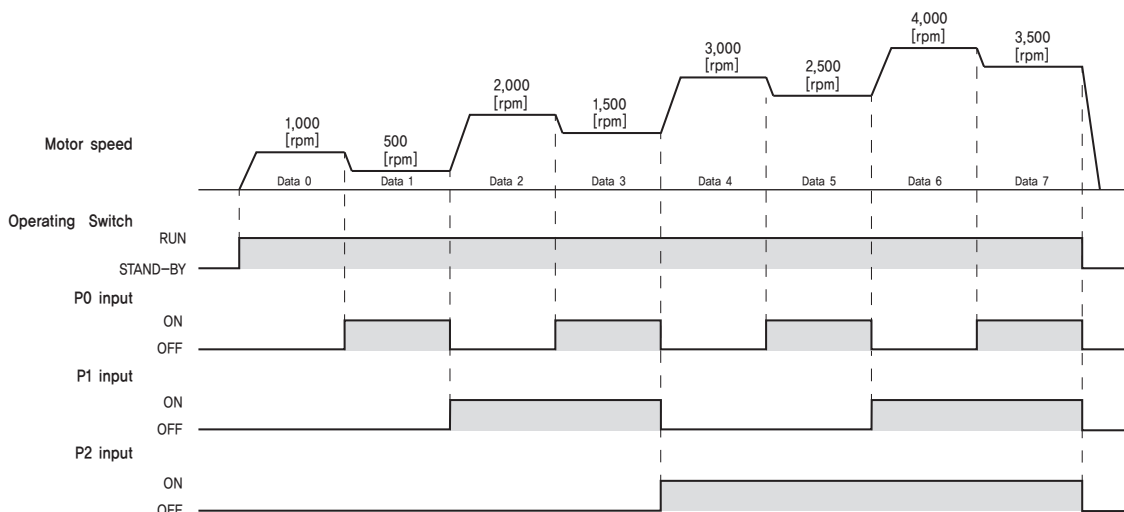 4,000
[rpm]
3,500
[rpm]
3,000
[rpm]
2,500
[rpm]
2,000
[rpm]
1,500
[rpm]
1,000
[rpm]
500
[rpm]
Motor speed
Data 0 Data 1 Data 2 Data 3 Data 4 Data 5 Data 6 Data 7
Operating Switch
RUN
STAND-BY
P0 input
ON
OFF
P1 input
ON
OFF
P2 input
ON
OFF